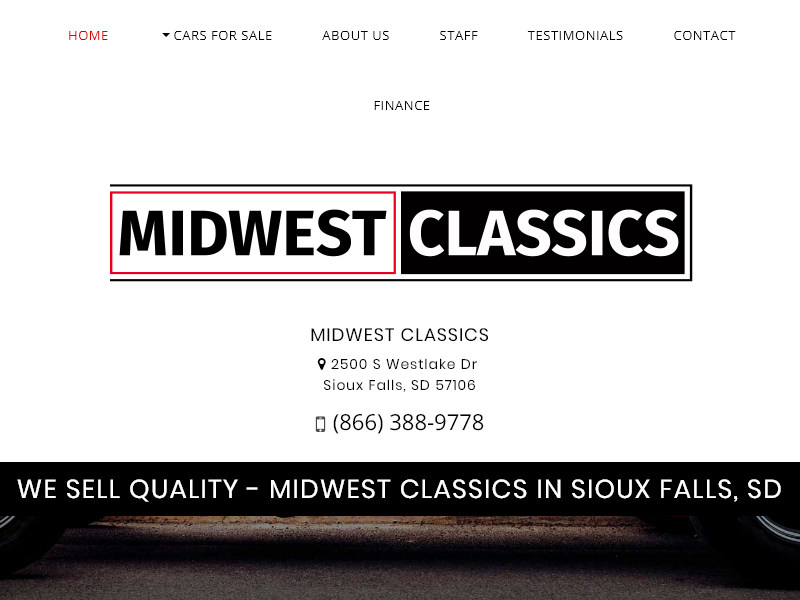 HOME CARS FOR SALE ABOUT US STAFF TESTIMONIALS CONTACT
FINANCE
MIDWEST CLASSICS
MIDWEST CLASSICS
2500 S Westlake Dr
Sioux Falls, SD 57106
(866) 388-9778
WE SELL QUALITY - MIDWEST CLASSICS IN SIOUX FALLS, SD